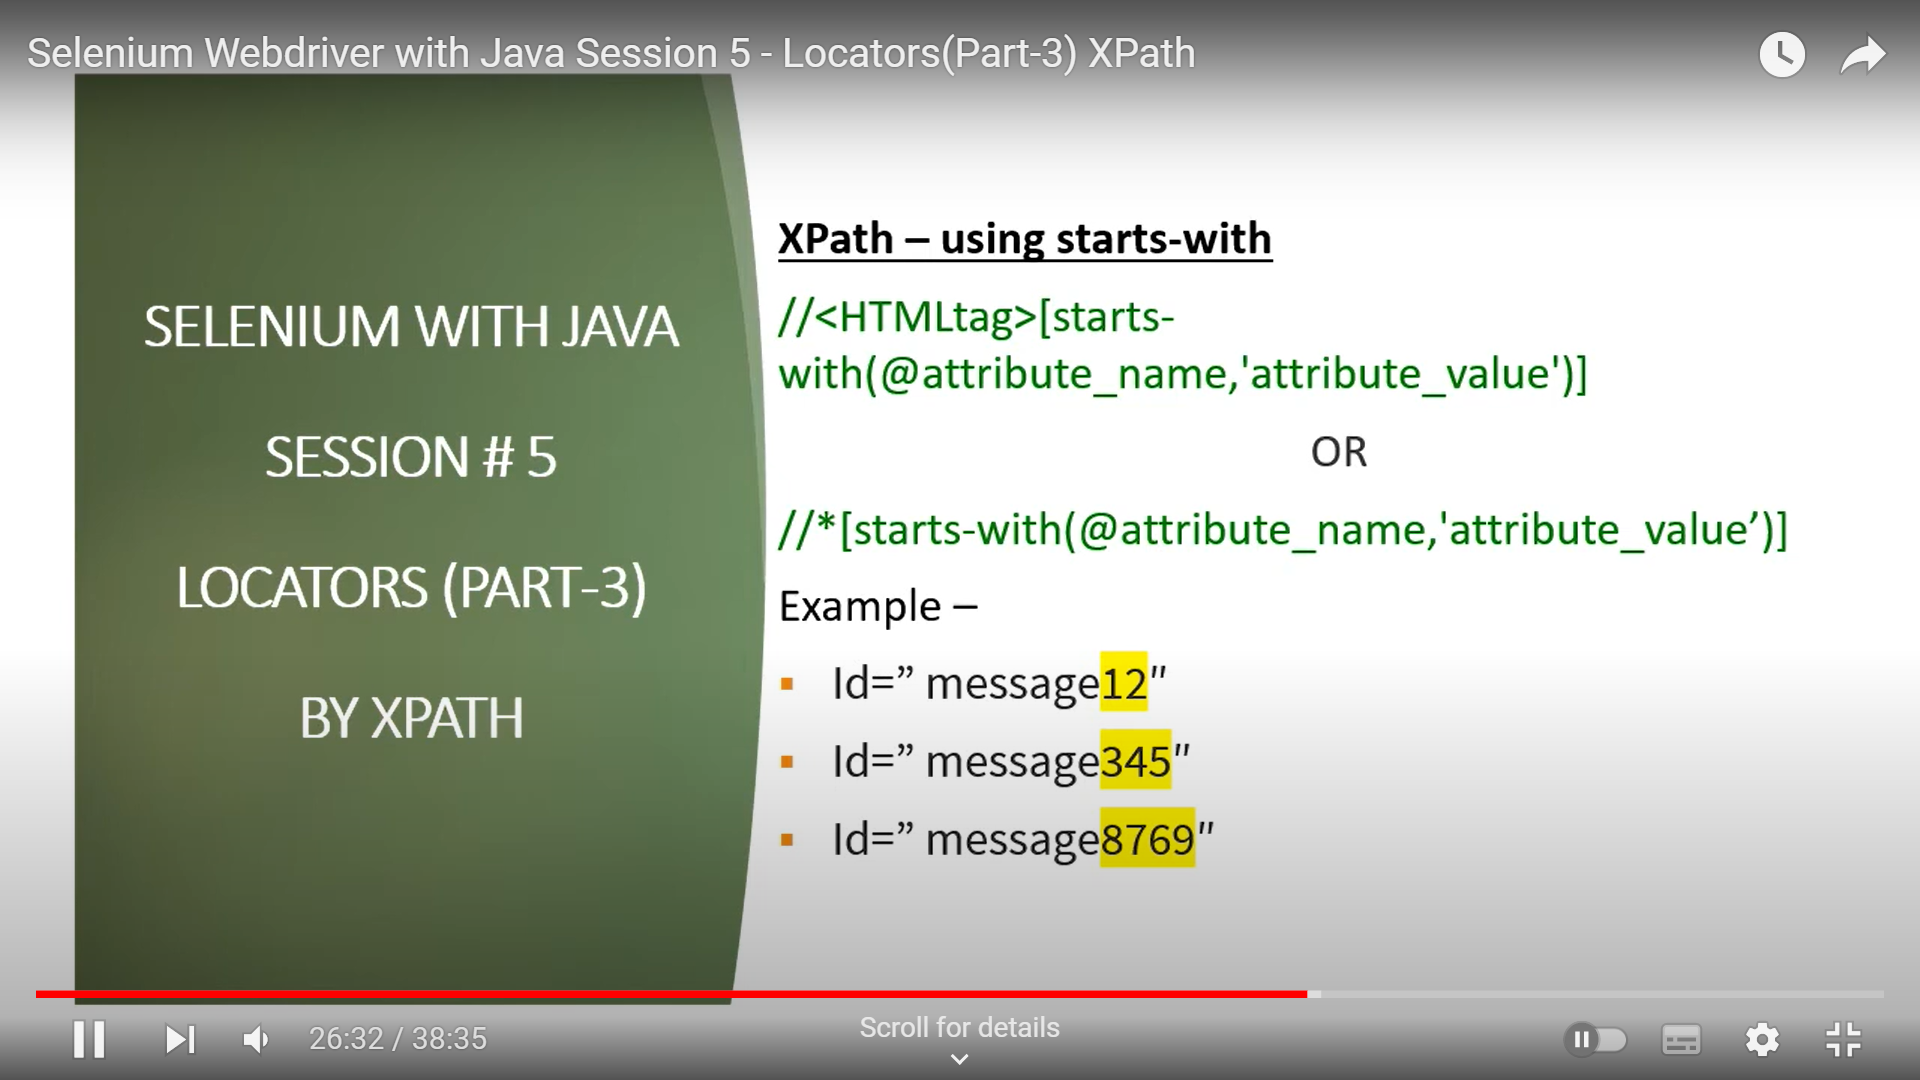 Selenium Webdriver with Java Session 5 - Locators(Part-3) XPath
SELENIUM WITH JAVA
SESSION # 5
LOCATORS (PART-3)
BY XPATH
XPath – using starts-with
//<HTMLtag>[starts-
with(@attribute_name,'attribute_value')]
OR
//*[starts-with(@attribute_name,'attribute_value’)]
Example –
▪ Id=” message12"
▪ Id=” message345"
▪ Id=” message8769"
26:32 / 38:35
Scroll for details